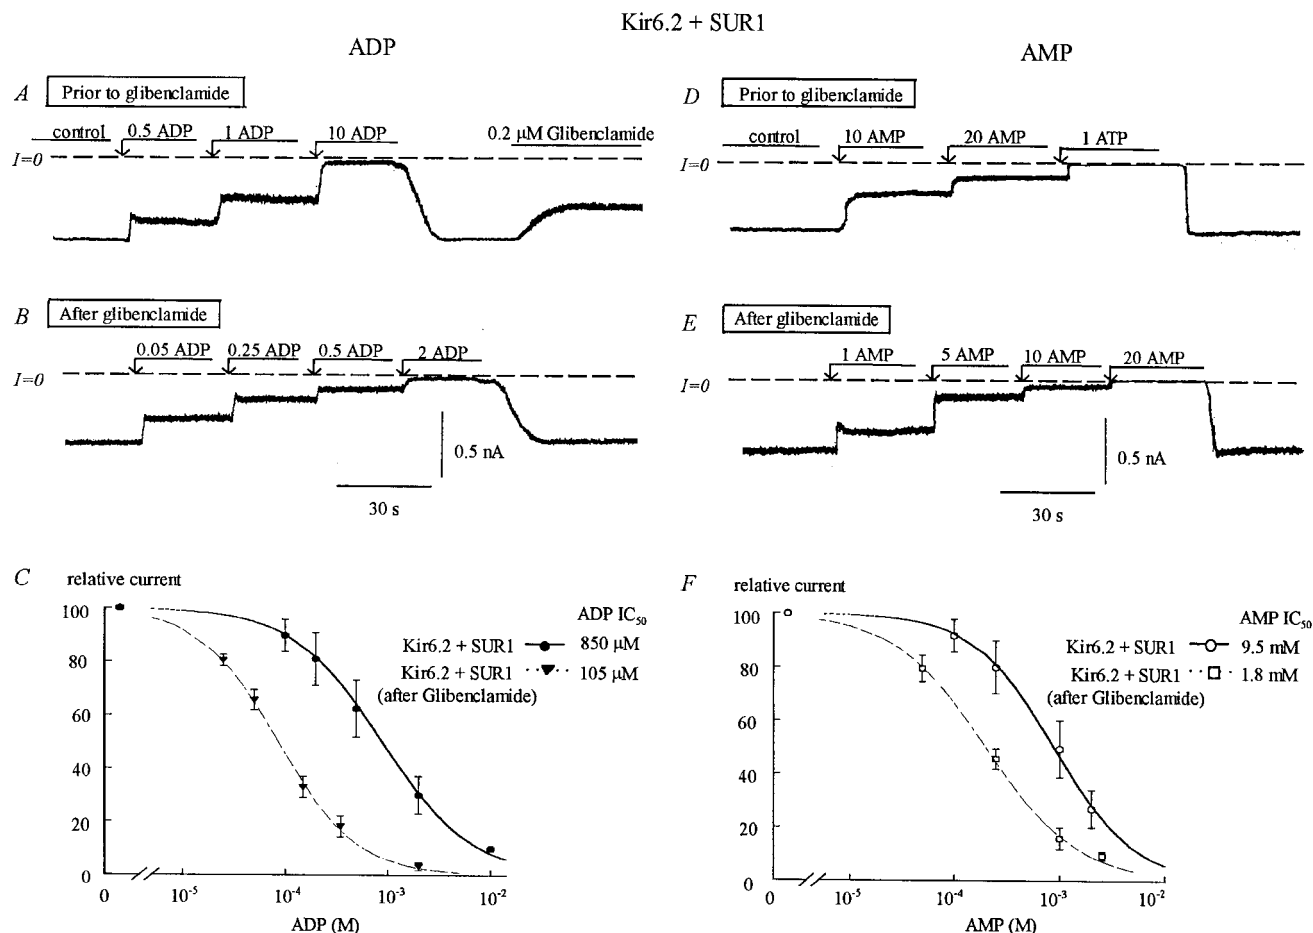 Kir6.2 + SUR1
ADP
A Prior to glibenclamide
control 0.5 ADP 1 ADP 10 ADP 0.2 μM Glibenclamide
I=0
B After glibenclamide
0.05 ADP 0.25 ADP 0.5 ADP 2 ADP
I=0
0.5 nA
30 s
C relative current
ADP IC50
Kir6.2 + SUR1 850 μM
Kir6.2 + SUR1 105 μM
(after Glibenclamide)
100
80
60
40
20
0
0 10-5 10-4 10-3 10-2
ADP (M)
AMP
D Prior to glibenclamide
control 10 AMP 20 AMP 1 ATP
I=0
E After glibenclamide
1 AMP 5 AMP 10 AMP 20 AMP
I=0
0.5 nA
30 s
F relative current
AMP IC50
Kir6.2 + SUR1 9.5 mM
Kir6.2 + SUR1 1.8 mM
(after Glibenclamide)
100
80
60
40
20
0
0 10-5 10-4 10-3 10-2
AMP (M)